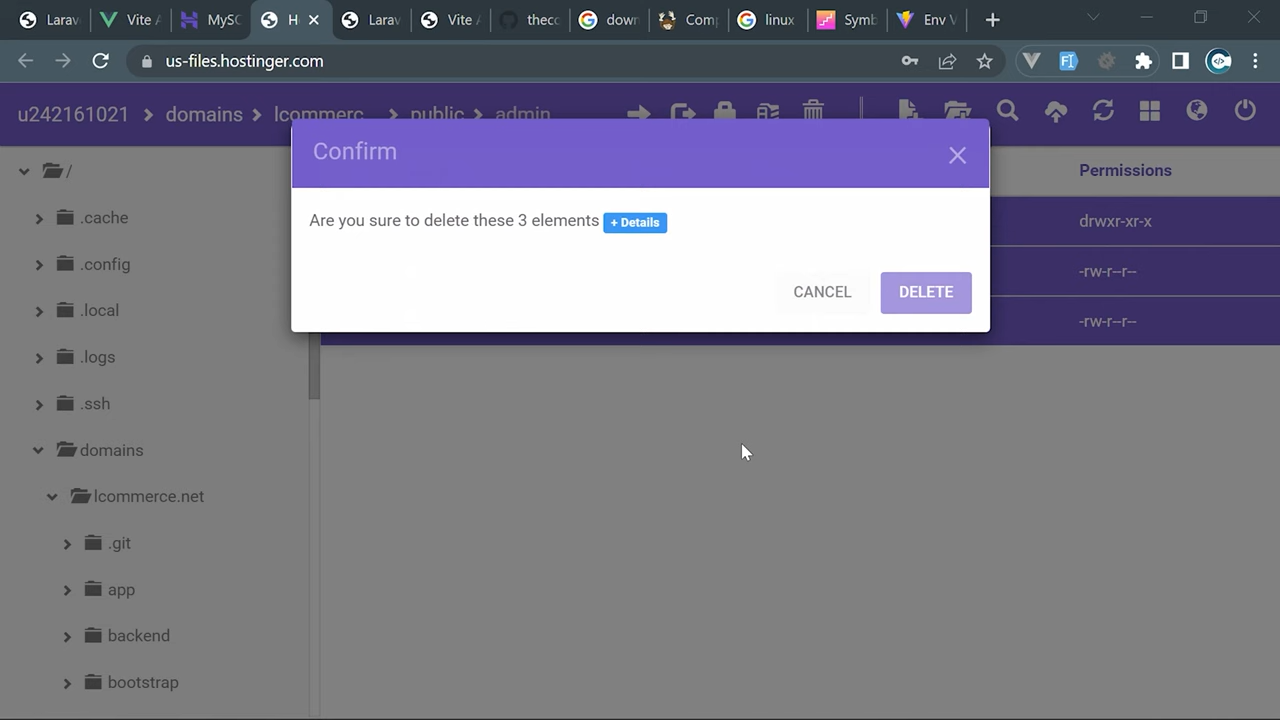 Larav
Vite A
MySC
H
Larav
Vite A
thecc
down
Comp
linux
Symb
Env V
us-files.hostinger.com
u242161021
domains
lcommerc
public
admin
Confirm
Are you sure to delete these 3 elements + Details
CANCEL
DELETE
Permissions
drwxr-xr-x
-rw-r--r--
-rw-r--r--
/
.cache
.config
.local
.logs
.ssh
domains
lcommerce.net
.git
app
backend
bootstrap